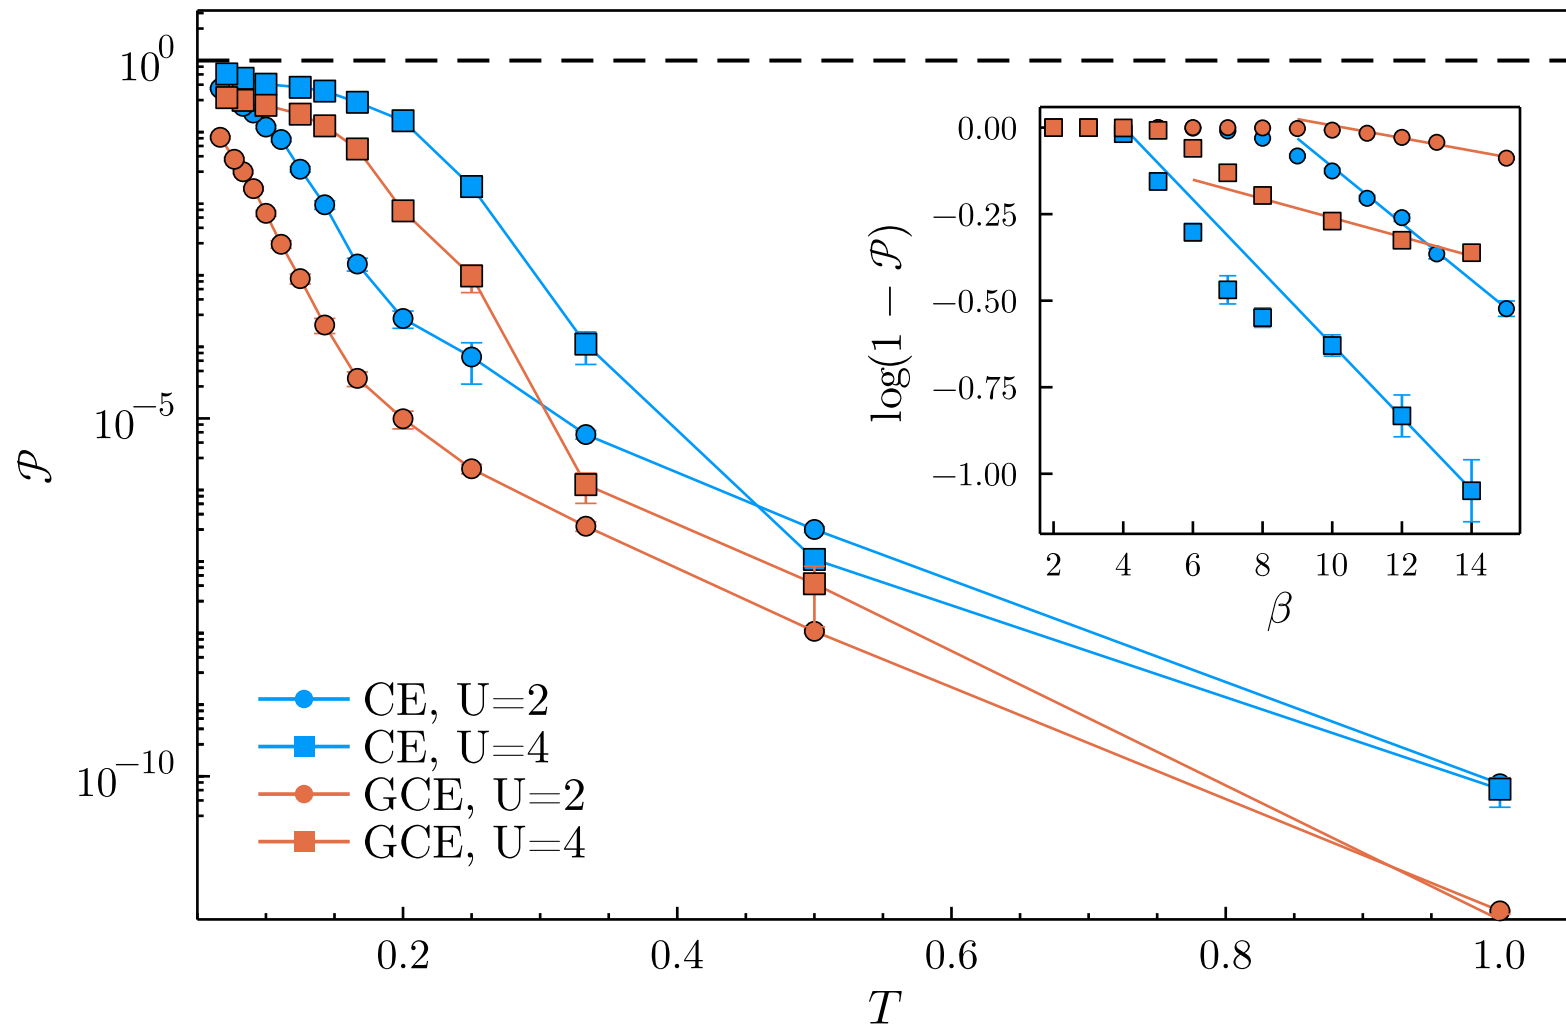 10^0
10^−5
10^−10
𝒫
0.2 0.4 0.6 0.8 1.0
T
CE, U=2
CE, U=4
GCE, U=2
GCE, U=4
0.00
−0.25
−0.50
−0.75
−1.00
log(1 − 𝒫)
2 4 6 8 10 12 14
β